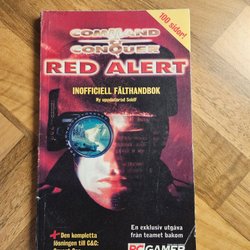 100 sidor!
COMMAND
&
CONQUER
RED ALERT
INOFFICIELL FÄLTHANDBOK
Ny uppdaterad
+ Den kompletta
lösningen till C&C:
En exklusiv utgåva
från teamet bakom
PC GAMER